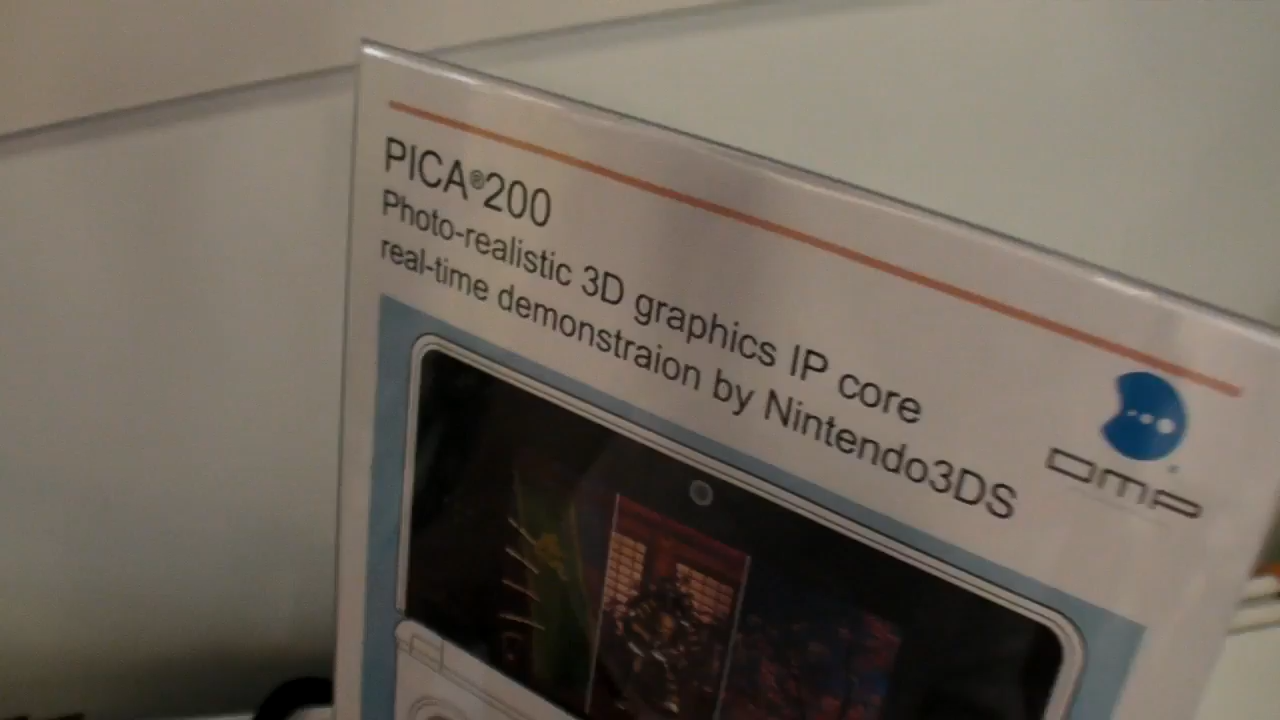 PICA®200
Photo-realistic 3D graphics IP core
real-time demonstraion by Nintendo3DS
DMP